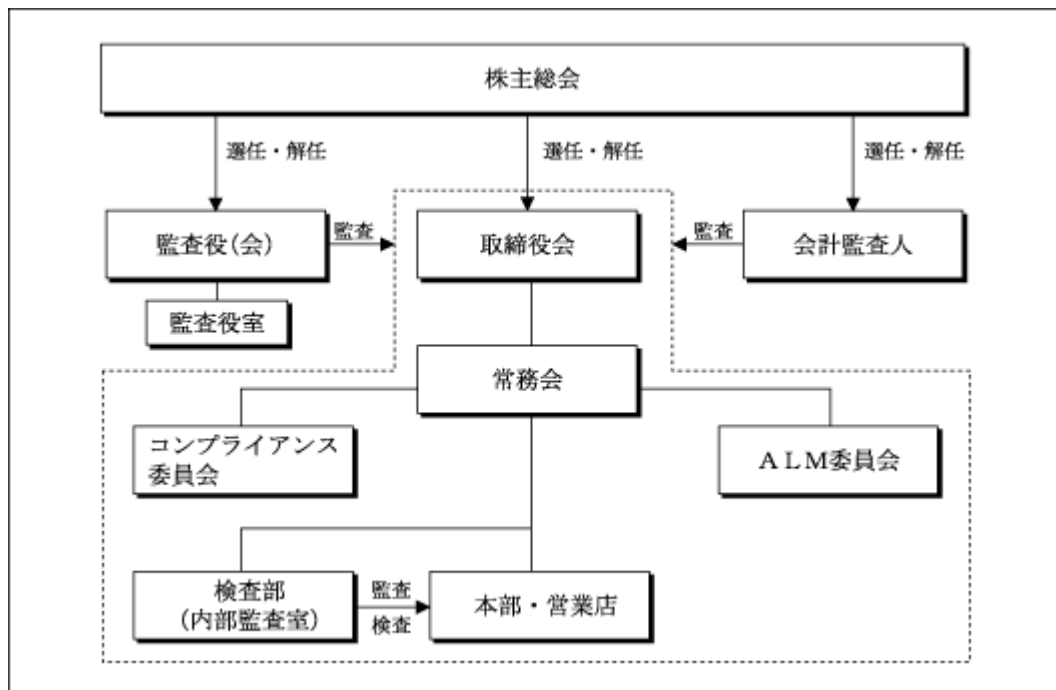 株主総会
選任・解任
選任・解任
選任・解任
監査役（会）
監査
取締役会
監査
会計監査人
監査役室
常務会
コンプライアンス
委員会
ＡＬＭ委員会
検査部
（内部監査室）
監査
検査
本部・営業店